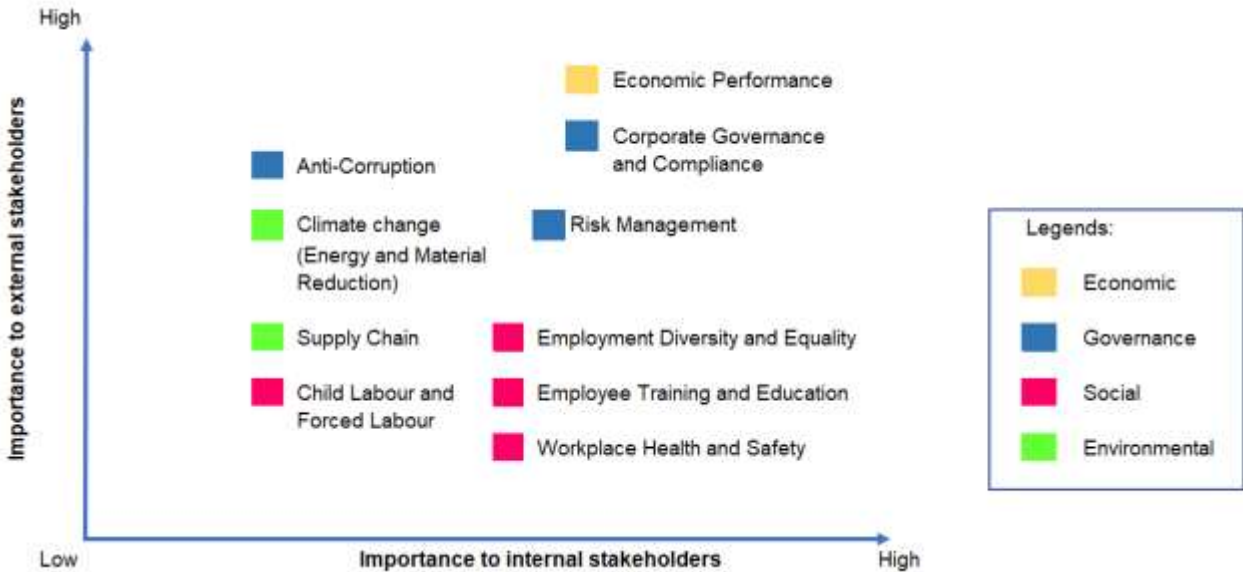 High
Importance to external stakeholders
Economic Performance
Corporate Governance
and Compliance
Anti-Corruption
Climate change
(Energy and Material
Reduction)
Risk Management
Supply Chain
Employment Diversity and Equality
Child Labour and
Forced Labour
Employee Training and Education
Workplace Health and Safety
Low
Importance to internal stakeholders
High
Legends:
Economic
Governance
Social
Environmental